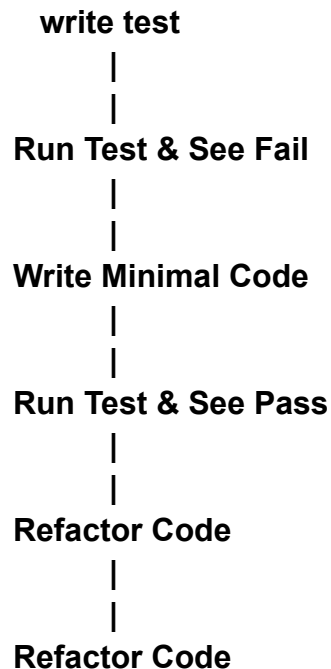 write test
Run Test & See Fail
Write Minimal Code
Run Test & See Pass
Refactor Code
Refactor Code